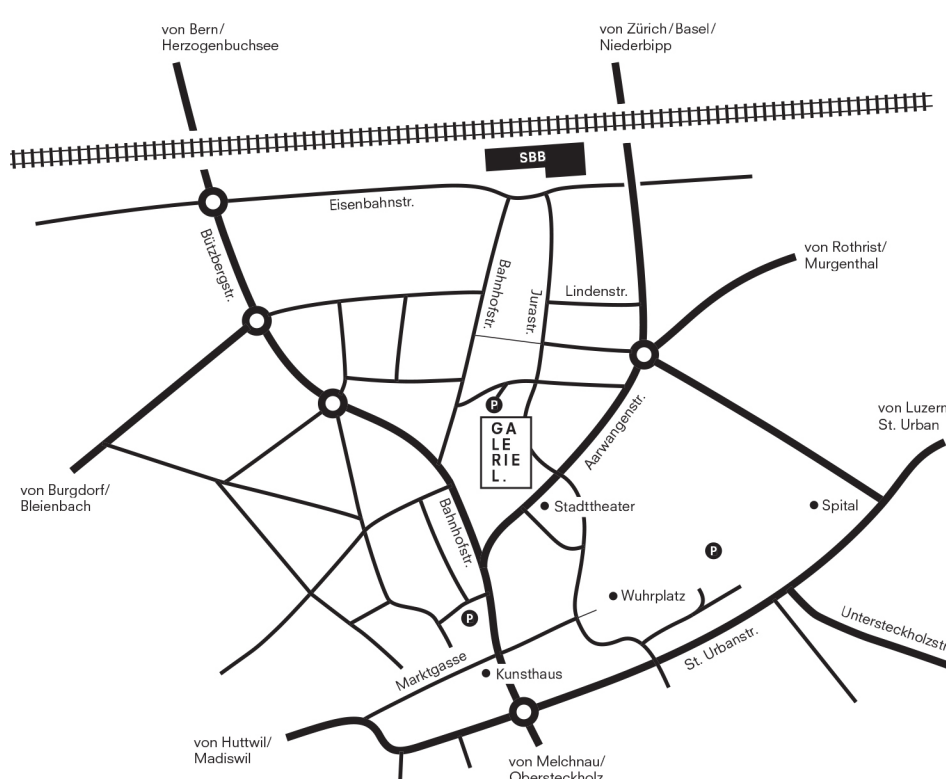 von Bern/
Herzogenbuchsee
von Zürich/Basel/
Niederbipp
SBB
Eisenbahnstr.
Bützbergstr.
von Rothrist/
Murgenthal
Bahnhofstr.
Jurastr.
Lindenstr.
P
GA
LE
RIE
L.
Aarwangenstr.
von Luzern
St. Urban
von Burgdorf/
Bleienbach
Bahnhofstr.
Stadttheater
Spital
P
Wuhrplatz
P
Untersteckholzstr
St. Urbanstr.
Marktgasse
Kunsthaus
von Huttwil/
Madiswil
von Melchnau/
Obersteckholz